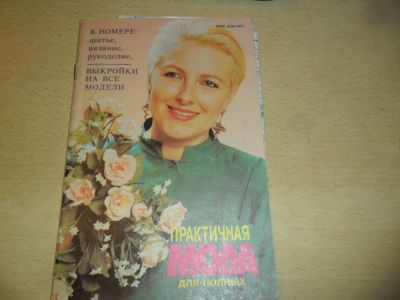 В НОМЕРЕ:
ШИТЬЕ,
ВЯЗАНИЕ,
РУКОДЕЛИЕ,
ВЫКРОЙКИ
НА ВСЕ
МОДЕЛИ
ПРАКТИЧНАЯ
МОДА
ДЛЯ ПОЛНЫХ